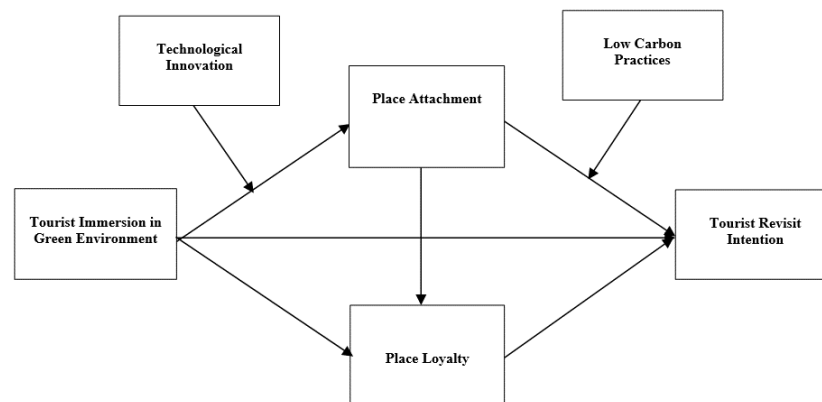 Technological
Innovation
Low Carbon
Practices
Place Attachment
Tourist Immersion in
Green Environment
Tourist Revisit
Intention
Place Loyalty